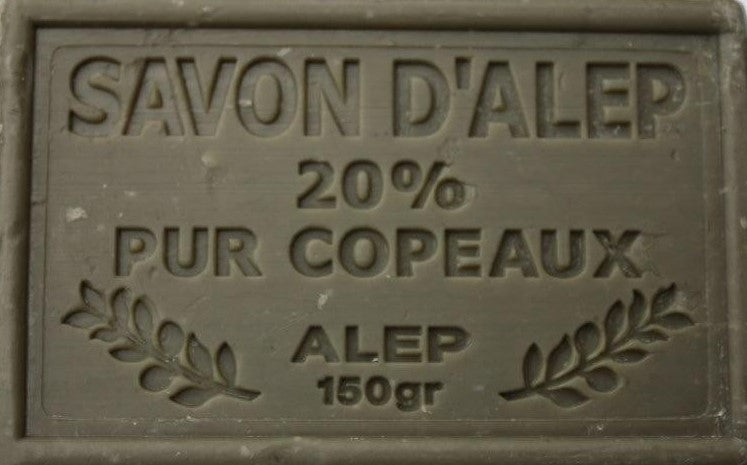 SAVON D'ALEP
20%
PUR COPEAUX
ALEP
150gr